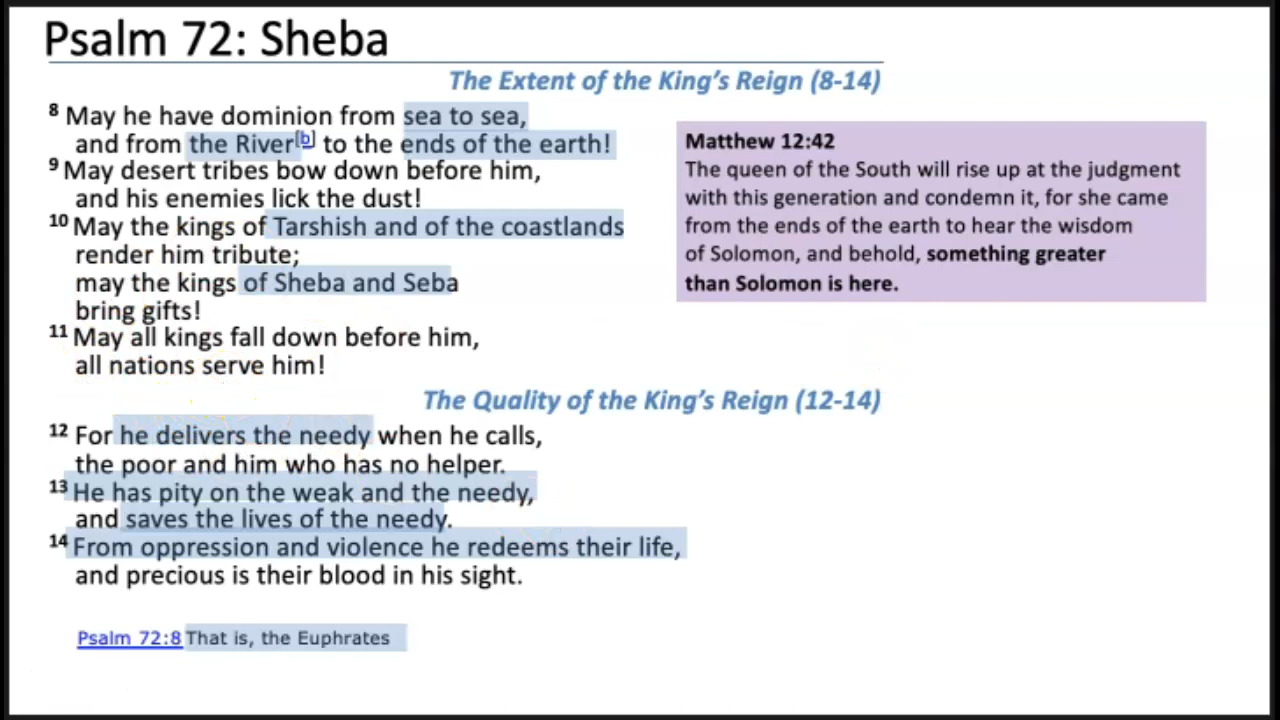 Psalm 72: Sheba
The Extent of the King's Reign (8-14)
8 May he have dominion from sea to sea,
and from the River[b] to the ends of the earth!
9 May desert tribes bow down before him,
and his enemies lick the dust!
10 May the kings of Tarshish and of the coastlands
render him tribute;
may the kings of Sheba and Seba
bring gifts!
11 May all kings fall down before him,
all nations serve him!
Matthew 12:42
The queen of the South will rise up at the judgment
with this generation and condemn it, for she came
from the ends of the earth to hear the wisdom
of Solomon, and behold, something greater
than Solomon is here.
The Quality of the King's Reign (12-14)
12 For he delivers the needy when he calls,
the poor and him who has no helper.
13 He has pity on the weak and the needy,
and saves the lives of the needy.
14 From oppression and violence he redeems their life,
and precious is their blood in his sight.
Psalm 72:8 That is, the Euphrates